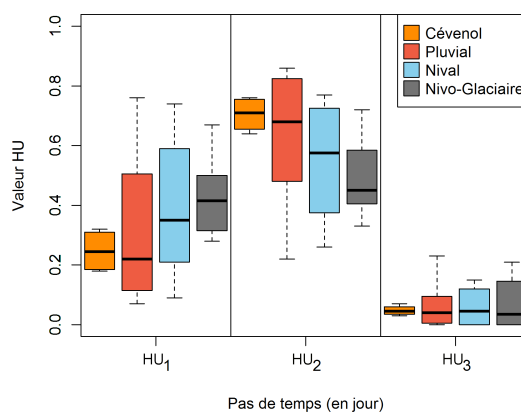 Valeur HU
1.0
0.8
0.6
0.4
0.2
0.0
Cévenol
Pluvial
Nival
Nivo-Glaciaire
HU1
HU2
HU3
Pas de temps (en jour)